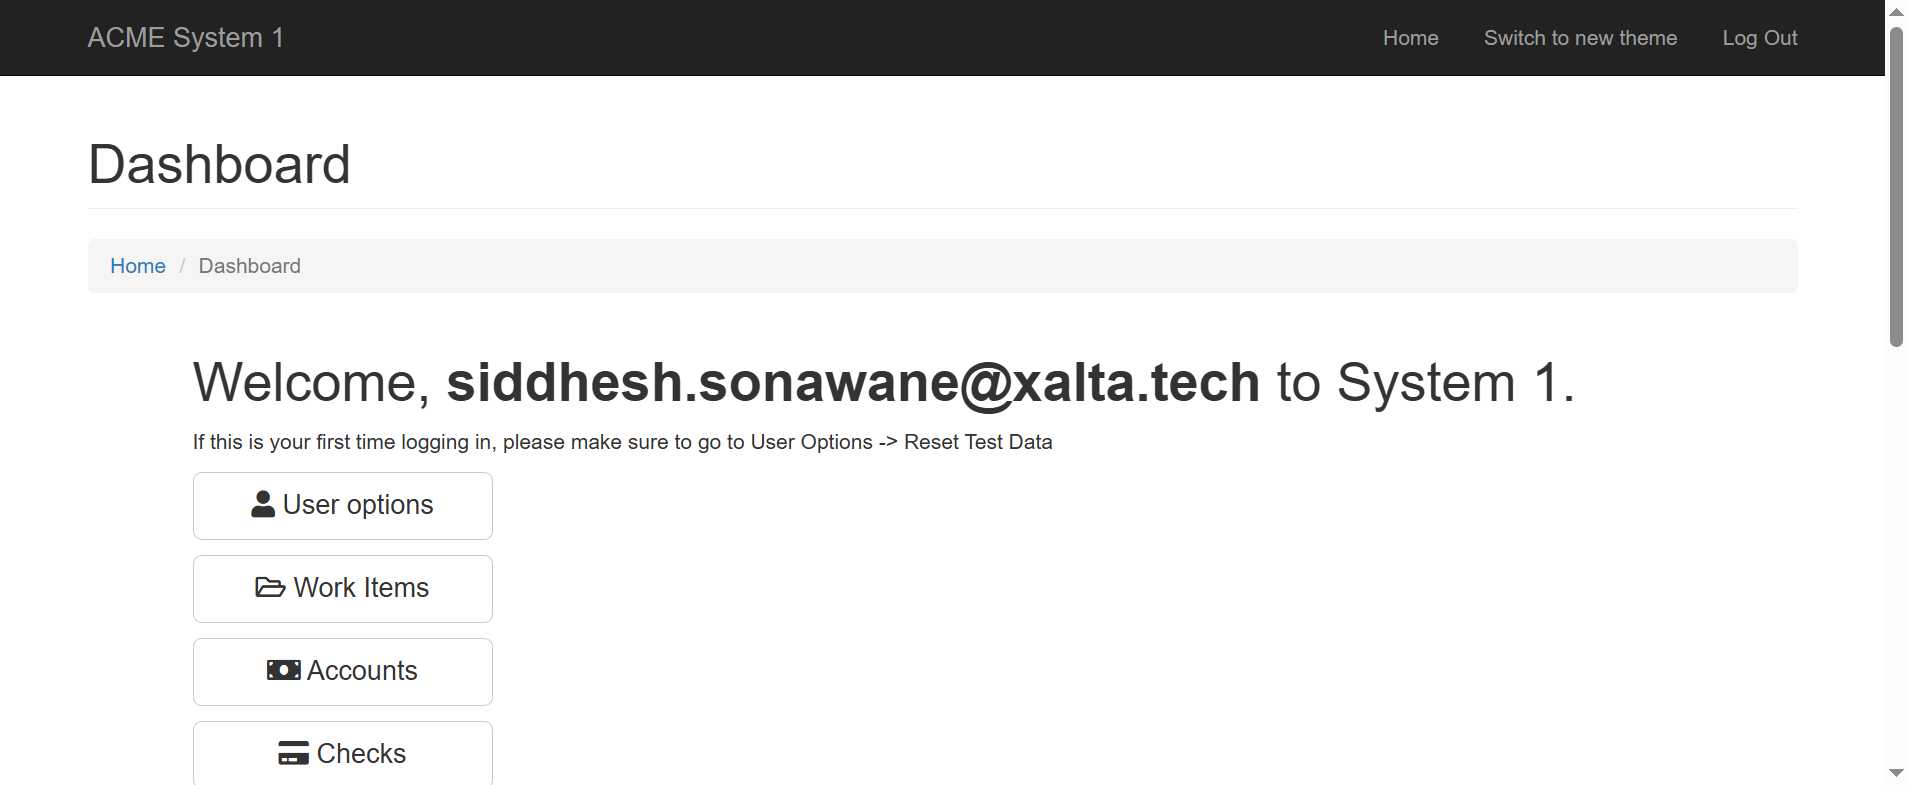 ACME System 1
Home
Switch to new theme
Log Out
Dashboard
Home / Dashboard
Welcome, siddhesh.sonawane@xalta.tech to System 1.
If this is your first time logging in, please make sure to go to User Options -> Reset Test Data
User options
Work Items
Accounts
Checks